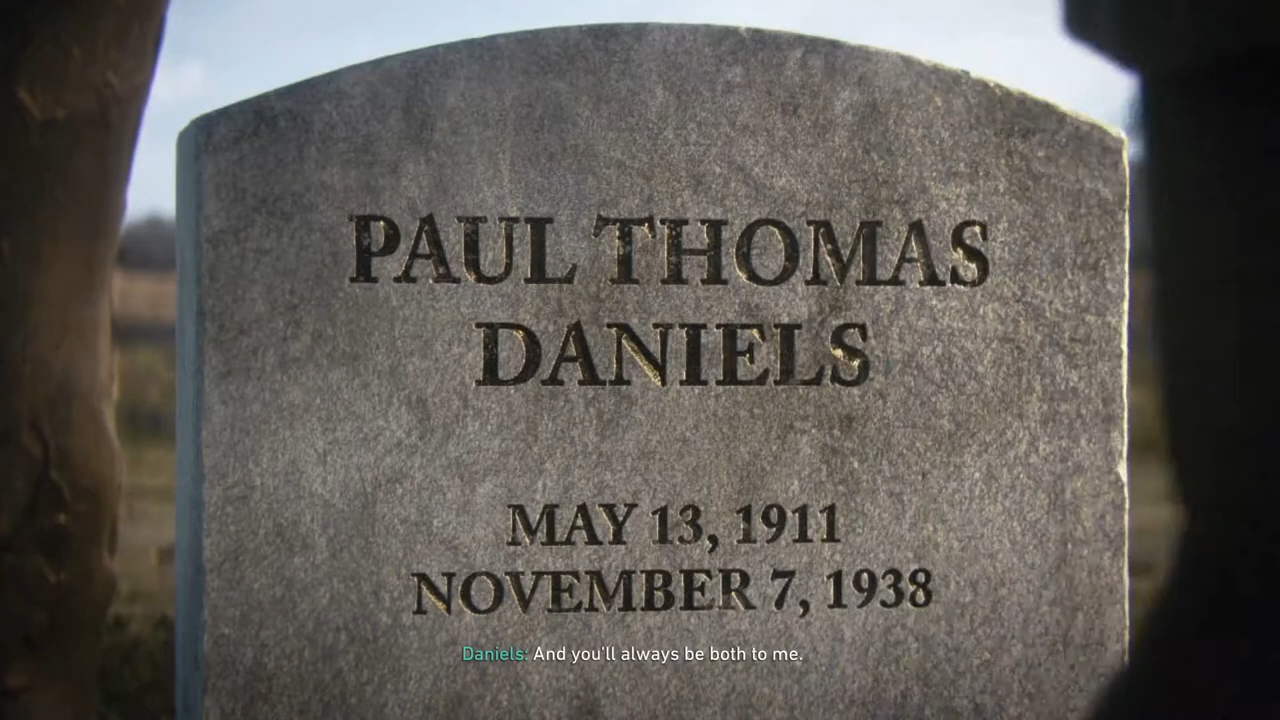 PAUL THOMAS
DANIELS
MAY 13, 1911
NOVEMBER 7, 1938
Daniels: And you'll always be both to me.